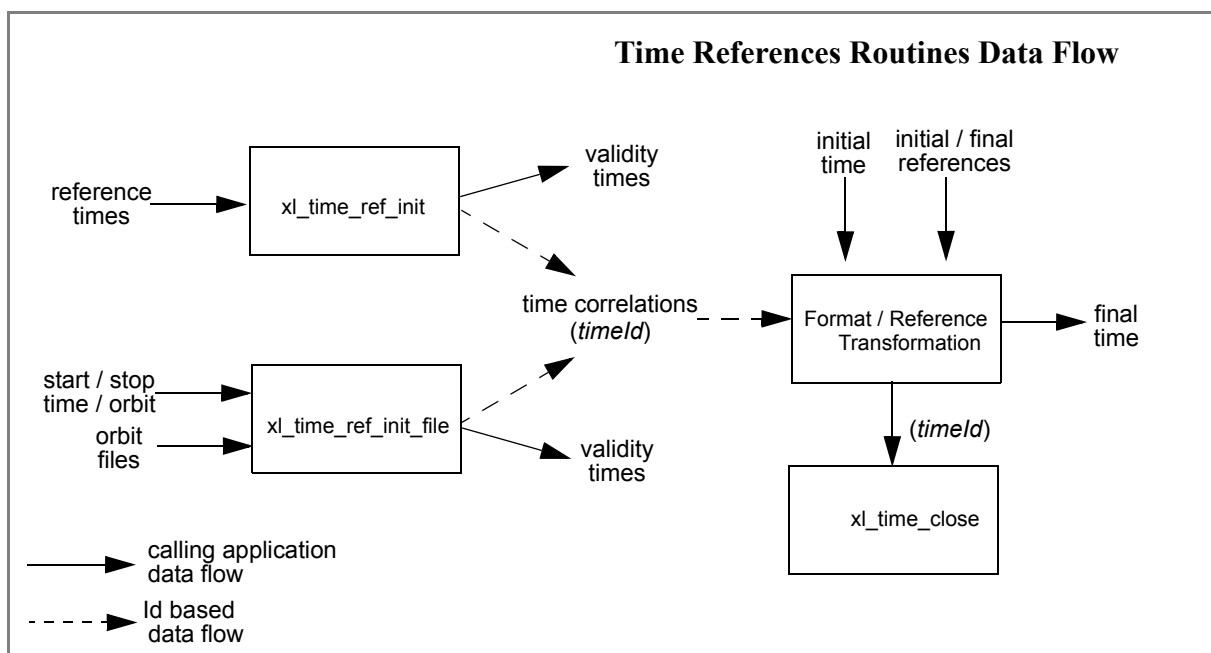 Time References Routines Data Flow
reference
times
xl_time_ref_init
validity
times
initial
time
initial / final
references
time correlations
(timeId)
Format / Reference
Transformation
final
time
start / stop
time / orbit
orbit
files
xl_time_ref_init_file
validity
times
(timeId)
xl_time_close
calling application
data flow
Id based
data flow